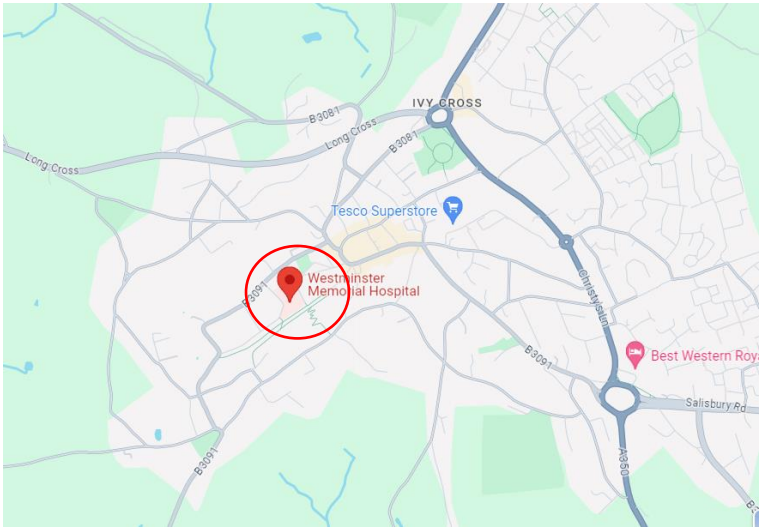 IVY CROSS
B3081
Long Cross
B3081
Long Cross
Tesco Superstore
Westminster
Memorial Hospital
B3091
Christy's Ln
B3091
Best Western Roya
Salisbury Rd
A350
B3091